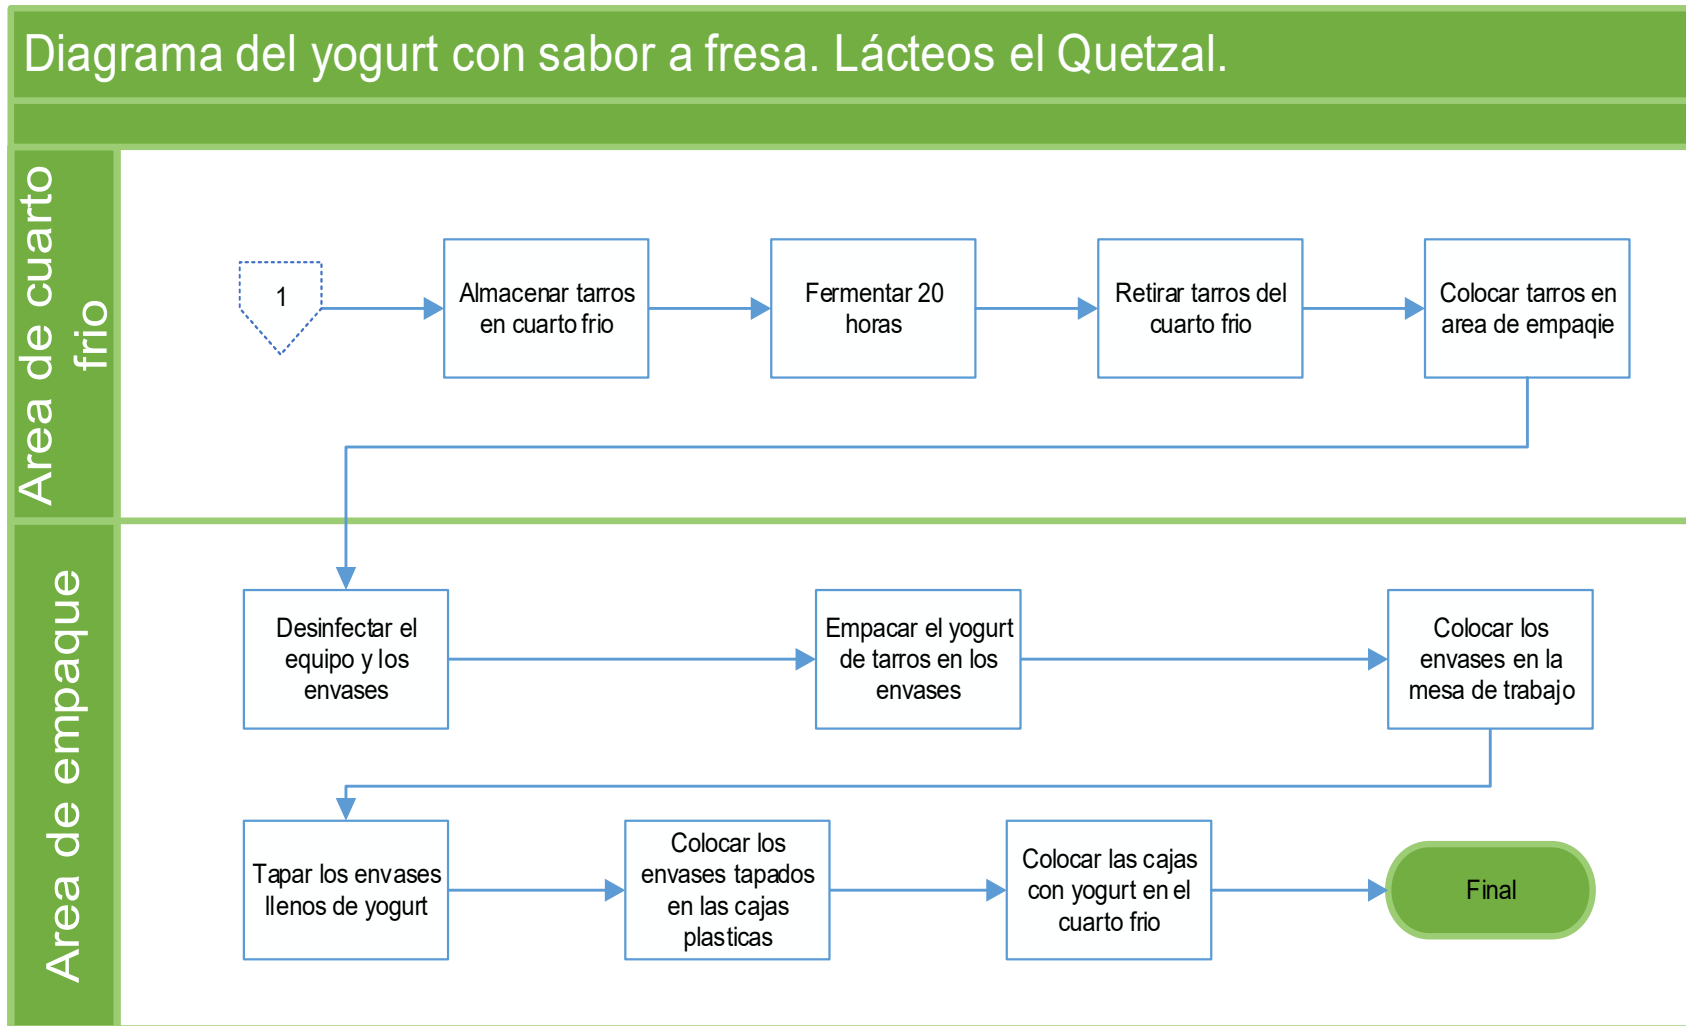 Diagrama del yogurt con sabor a fresa. Lácteos el Quetzal.
Area de cuarto
frio
1
Almacenar tarros
en cuarto frio
Fermentar 20
horas
Retirar tarros del
cuarto frio
Colocar tarros en
area de empaqie
Area de empaque
Desinfectar el
equipo y los
envases
Empacar el yogurt
de tarros en los
envases
Colocar los
envases en la
mesa de trabajo
Tapar los envases
llenos de yogurt
Colocar los
envases tapados
en las cajas
plasticas
Colocar las cajas
con yogurt en el
cuarto frio
Final